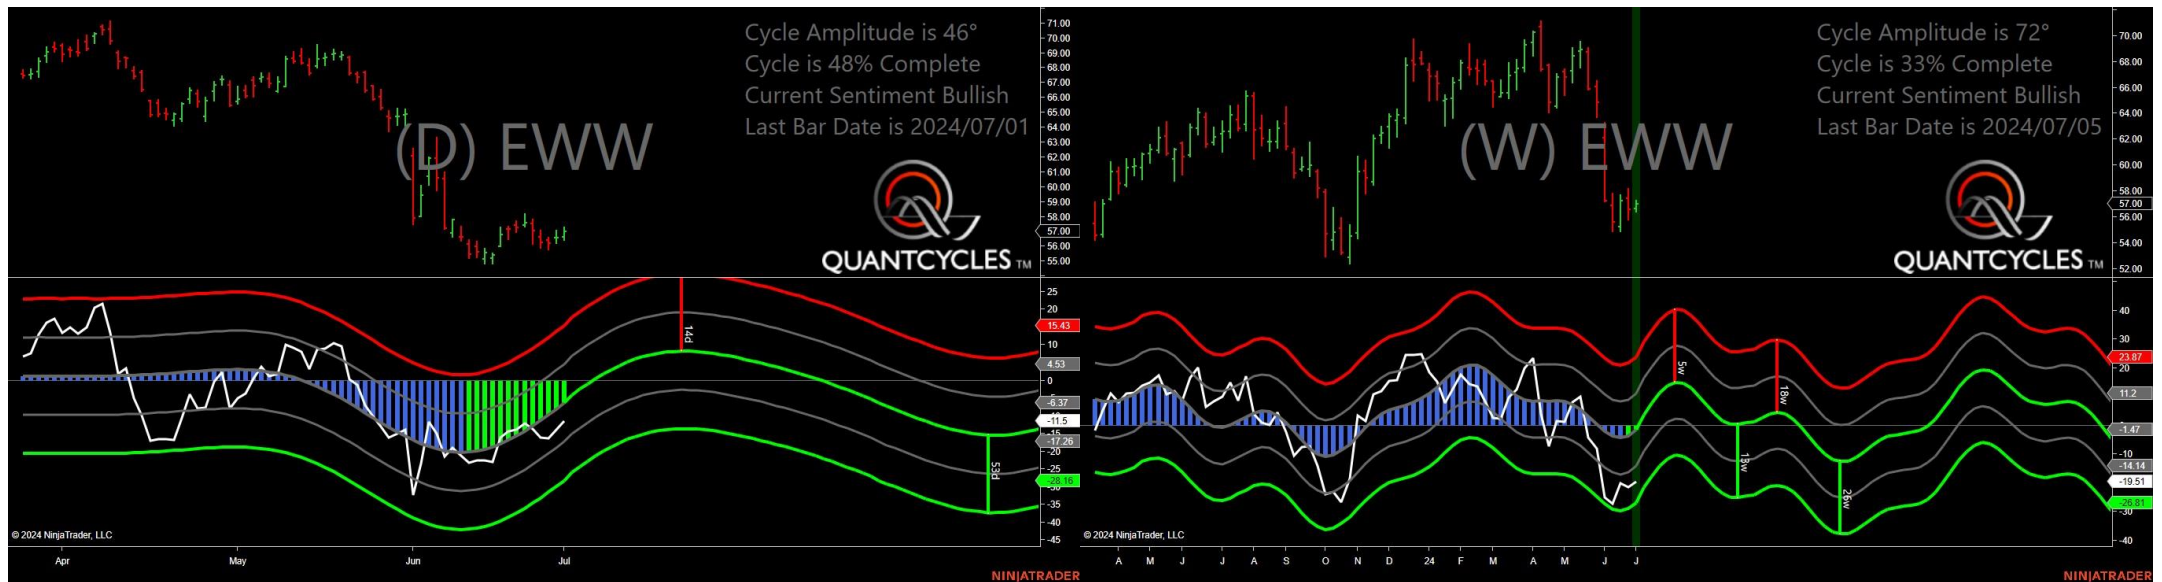 Cycle Amplitude is 46°
Cycle is 48% Complete
Current Sentiment Bullish
Last Bar Date is 2024/07/01
(D) EWW
QUANTCYCLES TM
71.00
70.00
69.00
68.00
67.00
66.00
65.00
64.00
63.00
62.00
61.00
60.00
59.00
58.00
57.00
56.00
55.00
25
20
15.43
10
4.53
0
-6.37
-11.5
-17.26
-20
-25
-28.16
-35
-40
-45
14d
53d
© 2024 NinjaTrader, LLC
Apr May Jun Jul
NINJATRADER
Cycle Amplitude is 72°
Cycle is 33% Complete
Current Sentiment Bullish
Last Bar Date is 2024/07/05
(W) EWW
QUANTCYCLES TM
70.00
68.00
66.00
64.00
62.00
60.00
58.00
57.00
56.00
54.00
52.00
40
30
23.87
20
11.2
-1.47
-10
-14.14
-19.51
-26.81
-30
-40
5w
18w
13w
26w
© 2024 NinjaTrader, LLC
A M J J A S O N D 24 F M A M J J
NINJATRADER